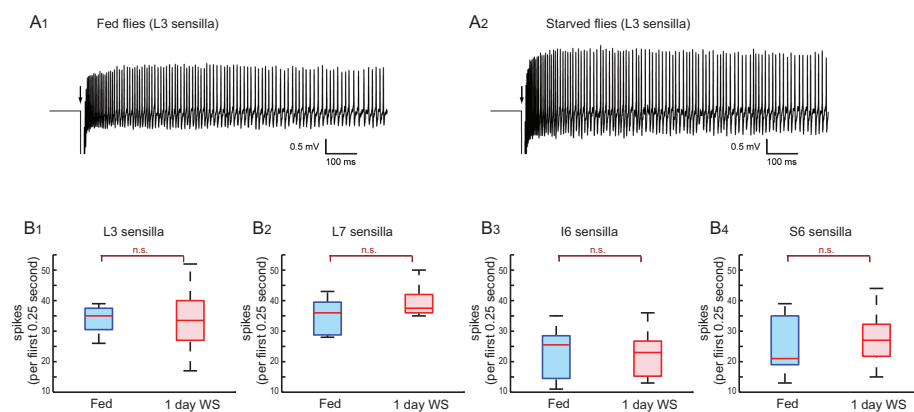 A1 Fed flies (L3 sensilla)
A2 Starved flies (L3 sensilla)
0.5 mV
100 ms
0.5 mV
100 ms
B1 L3 sensilla
n.s.
spikes
(per fiirst 0.25 second)
50
40
30
20
10
Fed 1 day WS
B2 L7 sensilla
n.s.
spikes
(per fiirst 0.25 second)
50
40
30
20
10
Fed 1 day WS
B3 I6 sensilla
n.s.
spikes
(per fiirst 0.25 second)
50
40
30
20
10
Fed 1 day WS
B4 S6 sensilla
n.s.
spikes
(per fiirst 0.25 second)
50
40
30
20
10
Fed 1 day WS